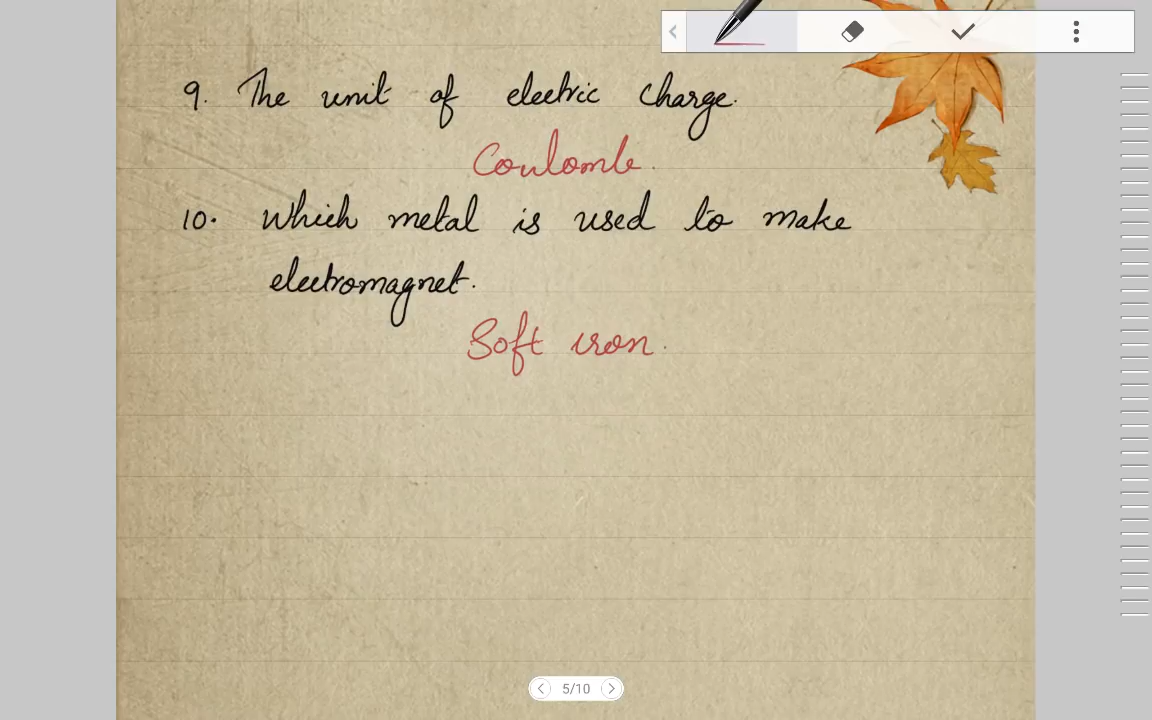 9. The unit of electric charge.
Coulomb.
10. Which metal is used to make
electromagnet.
Soft iron.
5/10